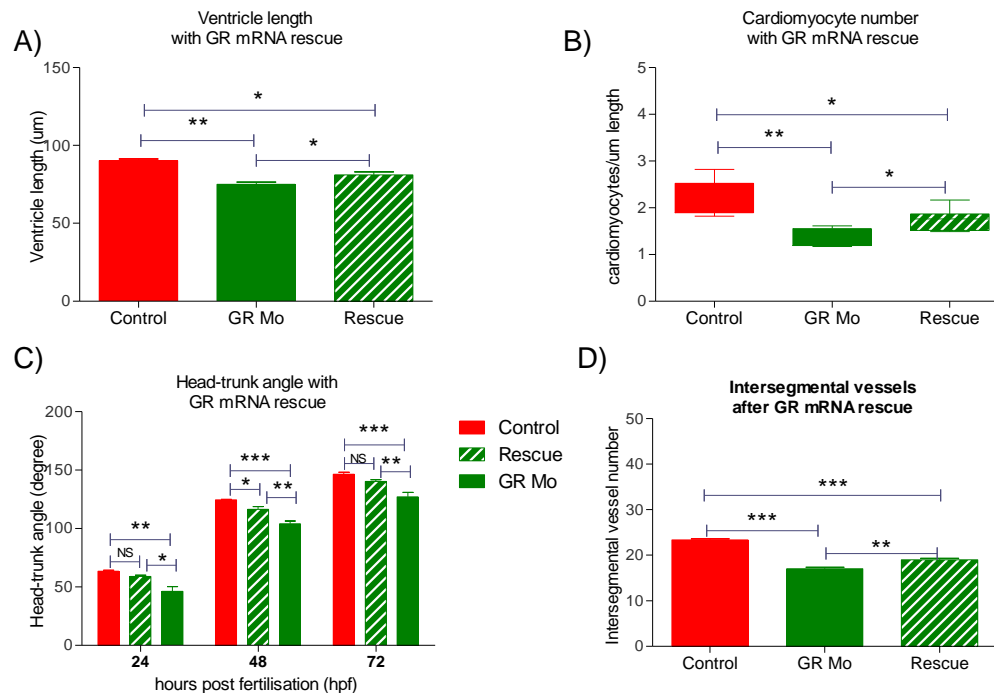 A)
Ventricle length
with GR mRNA rescue
Ventricle length (um)
150
100
50
0
*
**
*
Control GR Mo Rescue
B)
Cardiomyocyte number
with GR mRNA rescue
cardiomyocytes/um length
5
4
3
2
1
0
*
**
*
Control GR Mo Rescue
C)
Head-trunk angle with
GR mRNA rescue
Head-trunk angle (degree)
200
150
100
50
0
**
NS
*
***
*
**
***
NS
**
24 48 72
hours post fertilisation (hpf)
Control
Rescue
GR Mo
D)
Intersegmental vessels
after GR mRNA rescue
Intersegmental vessel number
50
40
30
20
10
0
***
***
**
Control GR Mo Rescue